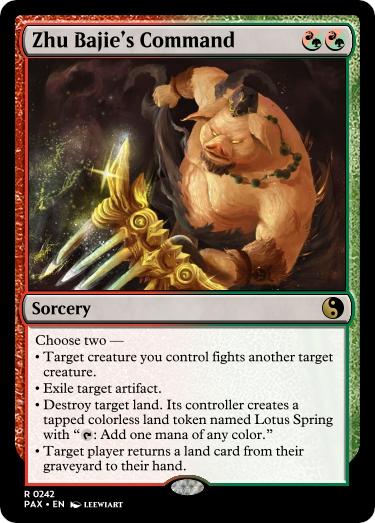 Zhu Bajie's Command
Sorcery
Choose two —
• Target creature you control fights another target
creature.
• Exile target artifact.
• Destroy target land. Its controller creates a
tapped colorless land token named Lotus Spring
with “: Add one mana of any color.”
• Target player returns a land card from their
graveyard to their hand.
R 0242
PAX • EN LEEWIART